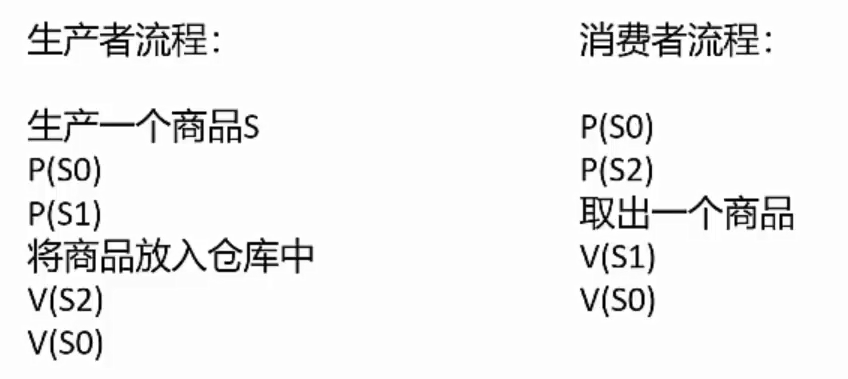 生产者流程：
生产一个商品S
P(S0)
P(S1)
将商品放入仓库中
V(S2)
V(S0)
消费者流程：
P(S0)
P(S2)
取出一个商品
V(S1)
V(S0)